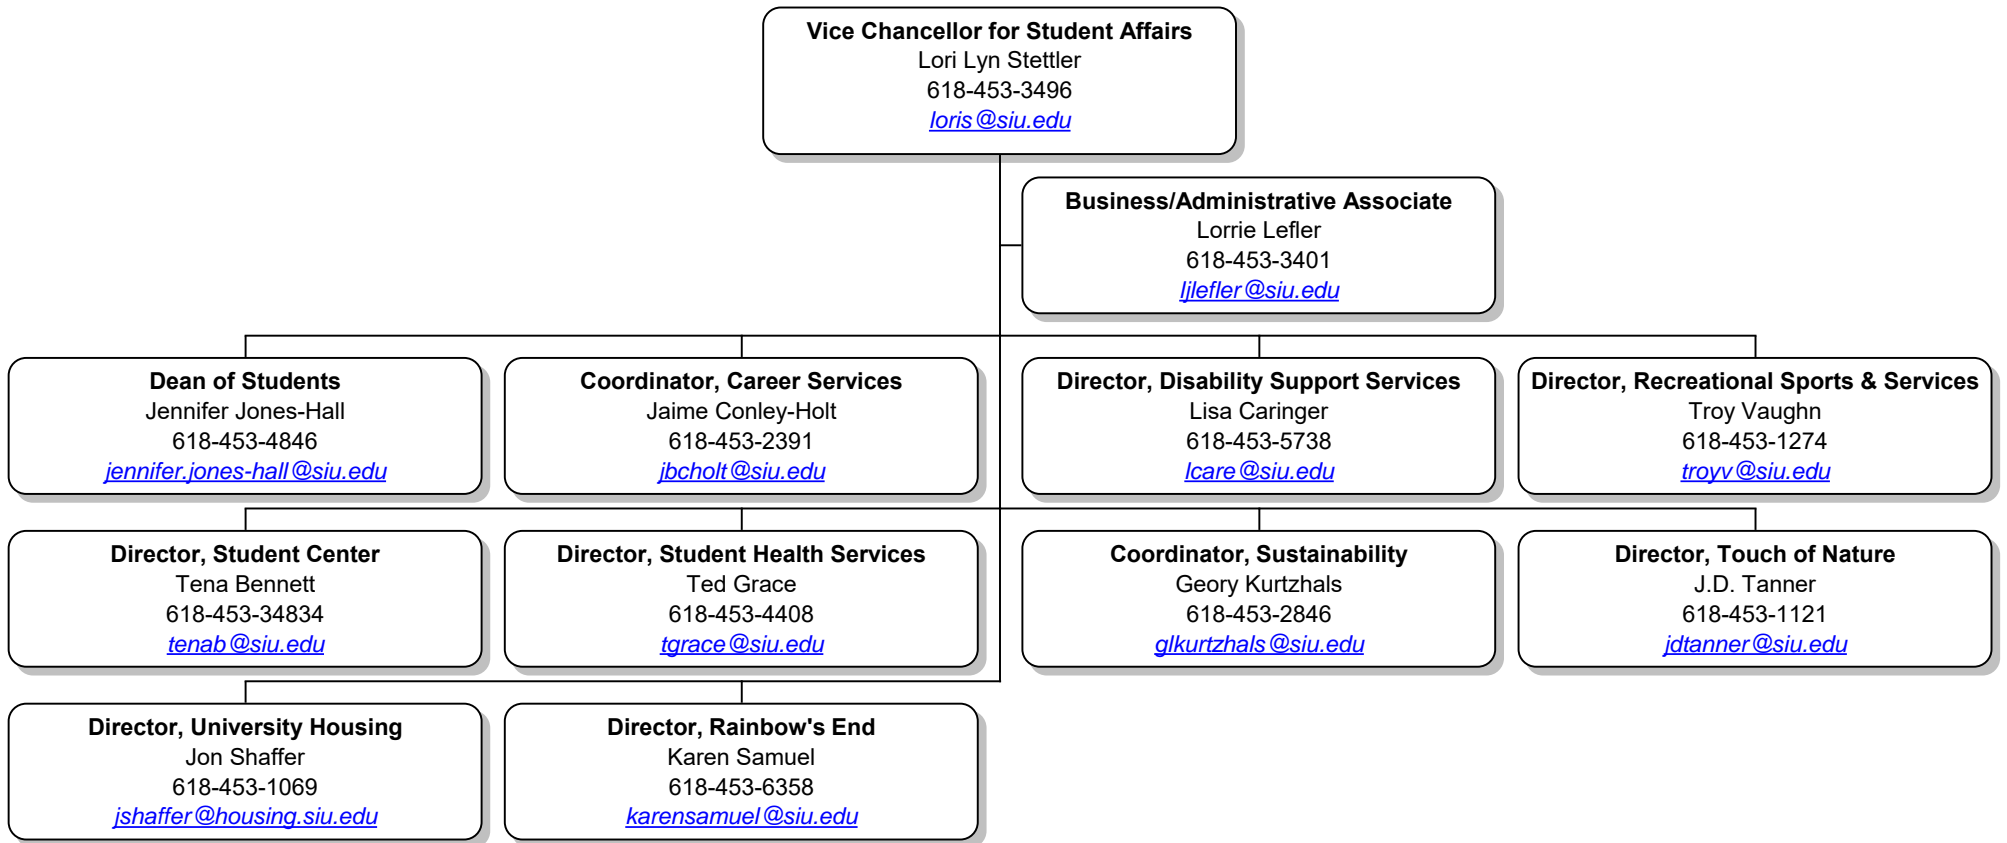 Vice Chancellor for Student Affairs
Lori Lyn Stettler
618-453-3496
loris@siu.edu
Business/Administrative Associate
Lorrie Lefler
618-453-3401
ljlefler@siu.edu
Dean of Students
Jennifer Jones-Hall
618-453-4846
jennifer.jones-hall@siu.edu
Coordinator, Career Services
Jaime Conley-Holt
618-453-2391
jbcholt@siu.edu
Director, Disability Support Services
Lisa Caringer
618-453-5738
lcare@siu.edu
Director, Recreational Sports & Services
Troy Vaughn
618-453-1274
troyv@siu.edu
Director, Student Center
Tena Bennett
618-453-34834
tenab@siu.edu
Director, Student Health Services
Ted Grace
618-453-4408
tgrace@siu.edu
Coordinator, Sustainability
Geory Kurtzhals
618-453-2846
glkurtzhals@siu.edu
Director, Touch of Nature
J.D. Tanner
618-453-1121
jdtanner@siu.edu
Director, University Housing
Jon Shaffer
618-453-1069
jshaffer@housing.siu.edu
Director, Rainbow's End
Karen Samuel
618-453-6358
karensamuel@siu.edu